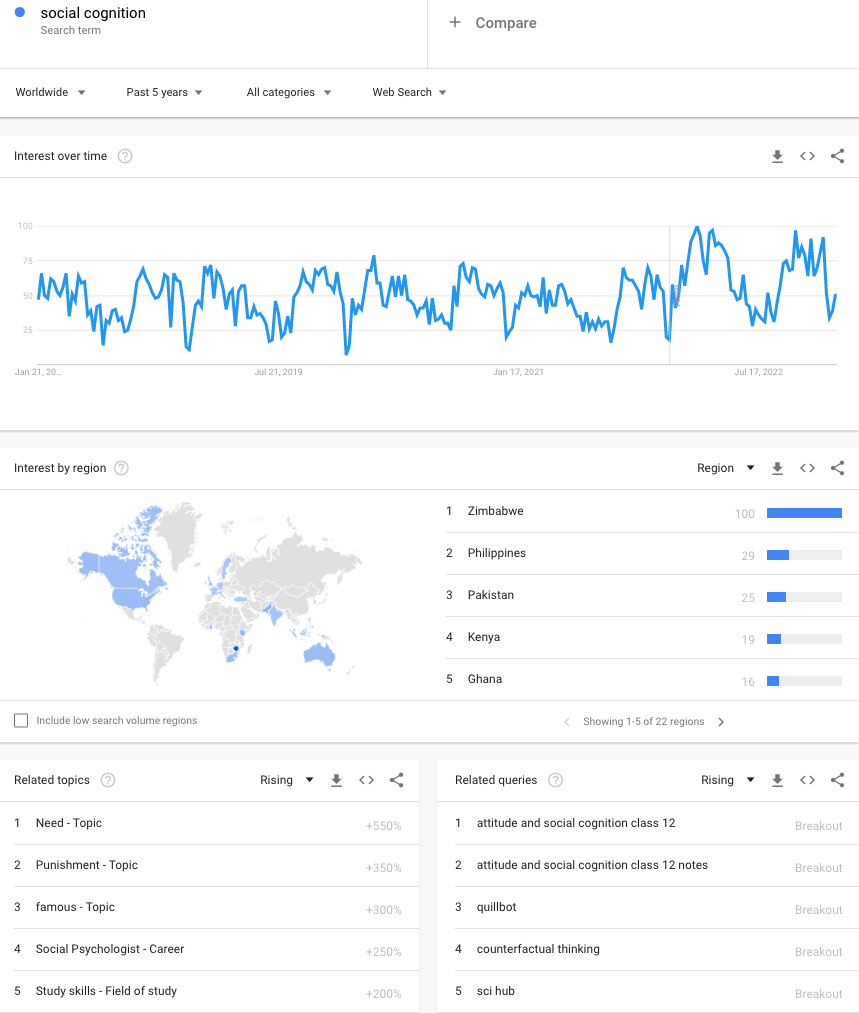 social cognition
Search term
+ Compare
Worldwide
Past 5 years
All categories
Web Search
Interest over time
100
75
50
25
Jan 21, 20...
Jul 21, 2019
Jan 17, 2021
Jul 17, 2022
Interest by region
Region
1 Zimbabwe 100
2 Philippines 29
3 Pakistan 25
4 Kenya 19
5 Ghana 16
Include low search volume regions
Showing 1-5 of 22 regions
Related topics
Rising
1 Need - Topic +550%
2 Punishment - Topic +350%
3 famous - Topic +300%
4 Social Psychologist - Career +250%
5 Study skills - Field of study +200%
Related queries
Rising
1 attitude and social cognition class 12 Breakout
2 attitude and social cognition class 12 notes Breakout
3 quillbot Breakout
4 counterfactual thinking Breakout
5 sci hub Breakout